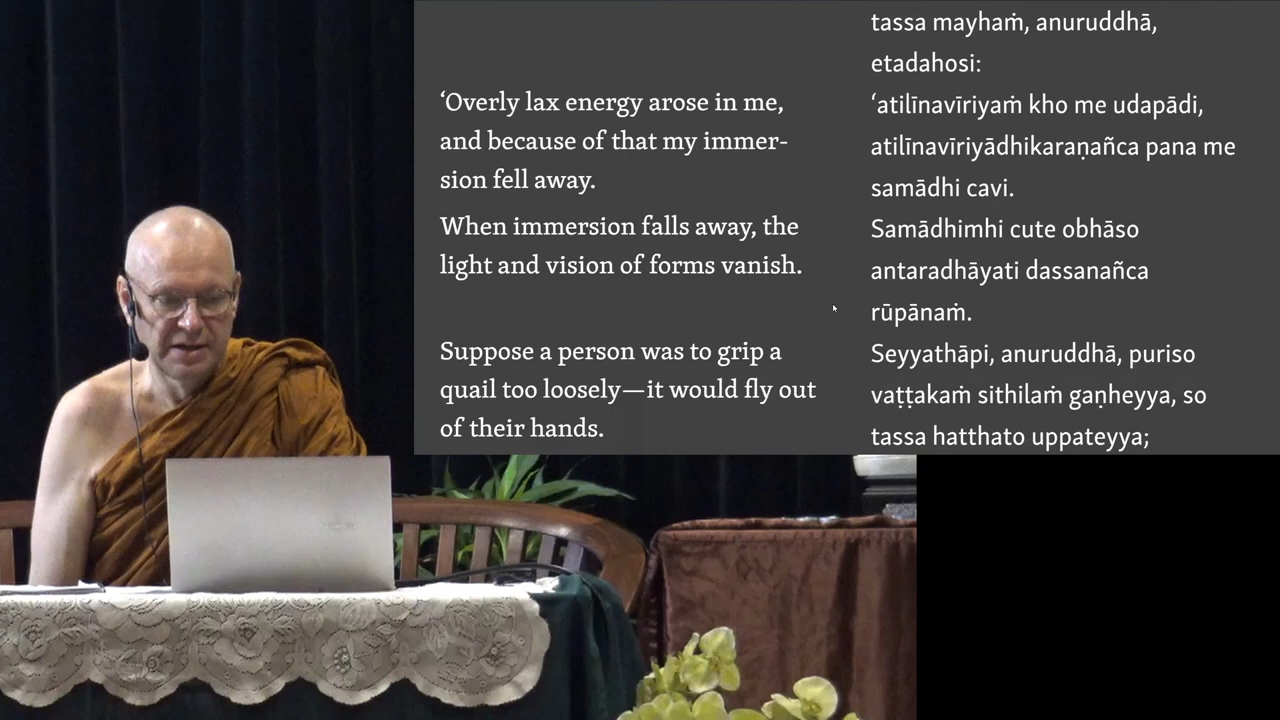 ‘Overly lax energy arose in me,
and because of that my immer-
sion fell away.
When immersion falls away, the
light and vision of forms vanish.
Suppose a person was to grip a
quail too loosely—it would fly out
of their hands.
tassa mayhaṁ, anuruddhā,
etadahosi:
‘atilīnavīriyaṁ kho me udapādi,
atilīnavīriyādhikaraṇañca pana me
samādhi cavi.
Samādhimhi cute obhāso
antaradhāyati dassanañca
rūpānaṁ.
Seyyathāpi, anuruddhā, puriso
vaṭṭakaṁ sithilaṁ gaṇheyya, so
tassa hatthato uppateyya;